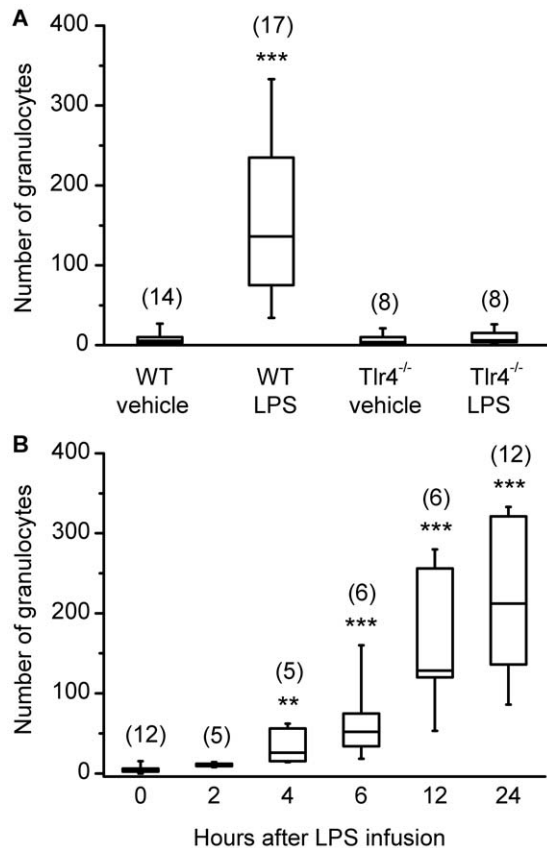 A
400
(17)
***
300
200
100
(14)
(8)
(8)
0
Number of granulocytes
WT
vehicle
WT
LPS
Tlr4-/-
vehicle
Tlr4-/-
LPS
B
400
(12)
***
(6)
***
300
(6)
***
200
(5)
**
100
(12)
(5)
0
Number of granulocytes
0 2 4 6 12 24
Hours after LPS infusion